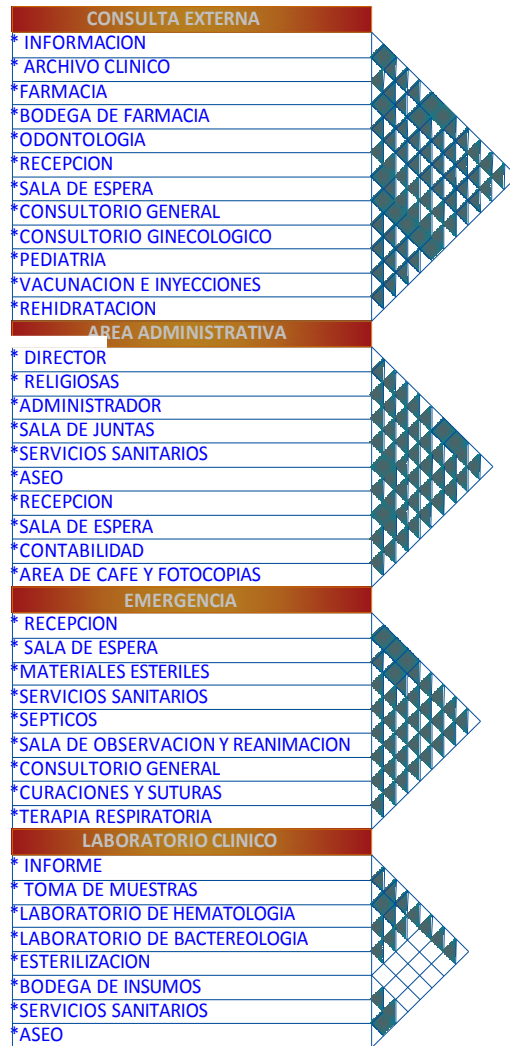 CONSULTA EXTERNA
* INFORMACION
* ARCHIVO CLINICO
*FARMACIA
*BODEGA DE FARMACIA
*ODONTOLOGIA
*RECEPCION
*SALA DE ESPERA
*CONSULTORIO GENERAL
*CONSULTORIO GINECOLOGICO
*PEDIATRIA
*VACUNACION E INYECCIONES
*REHIDRATACION
AREA ADMINISTRATIVA
* DIRECTOR
* RELIGIOSAS
*ADMINISTRADOR
*SALA DE JUNTAS
*SERVICIOS SANITARIOS
*ASEO
*RECEPCION
*SALA DE ESPERA
*CONTABILIDAD
*AREA DE CAFE Y FOTOCOPIAS
EMERGENCIA
* RECEPCION
* SALA DE ESPERA
*MATERIALES ESTERILES
*SERVICIOS SANITARIOS
*SEPTICOS
*SALA DE OBSERVACION Y REANIMACION
*CONSULTORIO GENERAL
*CURACIONES Y SUTURAS
*TERAPIA RESPIRATORIA
LABORATORIO CLINICO
* INFORME
* TOMA DE MUESTRAS
*LABORATORIO DE HEMATOLOGIA
*LABORATORIO DE BACTEREOLOGIA
*ESTERILIZACION
*BODEGA DE INSUMOS
*SERVICIOS SANITARIOS
*ASEO